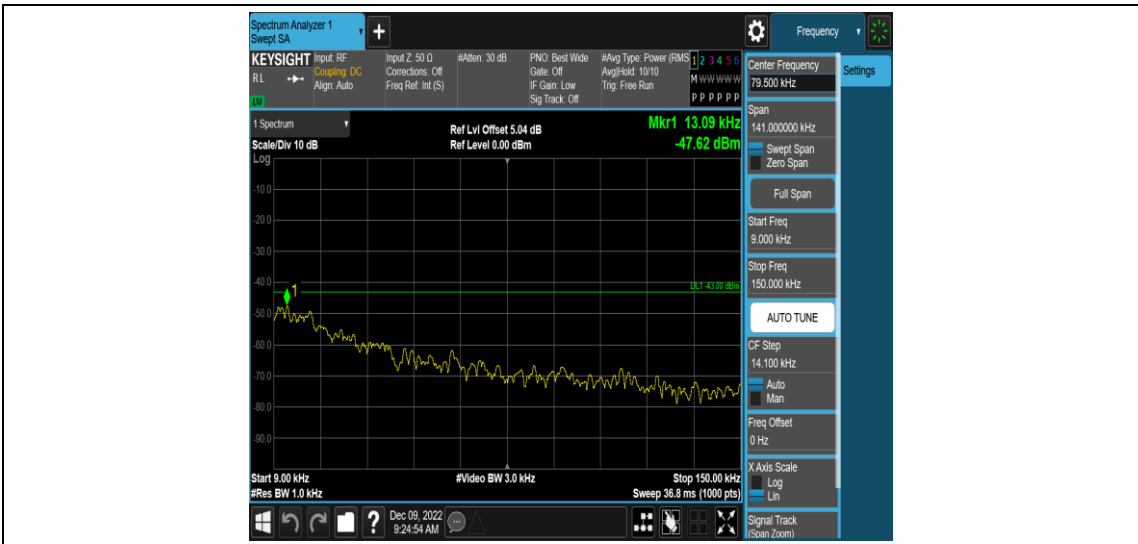 Spectrum Analyzer 1
Swept SA
+
Frequency
KEYSIGHT
RL
LXI
Input: RF
Coupling: DC
Align: Auto
Input Z: 50 Ω
Corrections: Off
Freq Ref: Int (S)
#Atten: 30 dB
PNO: Best Wide
Gate: Off
IF Gain: Low
Sig Track: Off
#Avg Type: Power (RMS
Avg|Hold: 10/10
Trig: Free Run
1 2 3 4 5 6
M W W W W W
P P P P P P
Center Frequency
79.500 kHz
Settings
Span
141.000000 kHz
Swept Span
Zero Span
Full Span
Start Freq
9.000 kHz
Stop Freq
150.000 kHz
AUTO TUNE
CF Step
14.100 kHz
Auto
Man
Freq Offset
0 Hz
X Axis Scale
Log
Lin
Signal Track
(Span Zoom)
1 Spectrum
Scale/Div 10 dB
Log
Ref Lvl Offset 5.04 dB
Ref Level 0.00 dBm
Mkr1 13.09 kHz
-47.62 dBm
-10.0
-20.0
-30.0
-40.0
-50.0
-60.0
-70.0
-80.0
-90.0
1
DL1 -43.00 dBm
Start 9.00 kHz
#Video BW 3.0 kHz
Stop 150.00 kHz
#Res BW 1.0 kHz
Sweep 36.8 ms (1000 pts)
?
Dec 09, 2022
9:24:54 AM